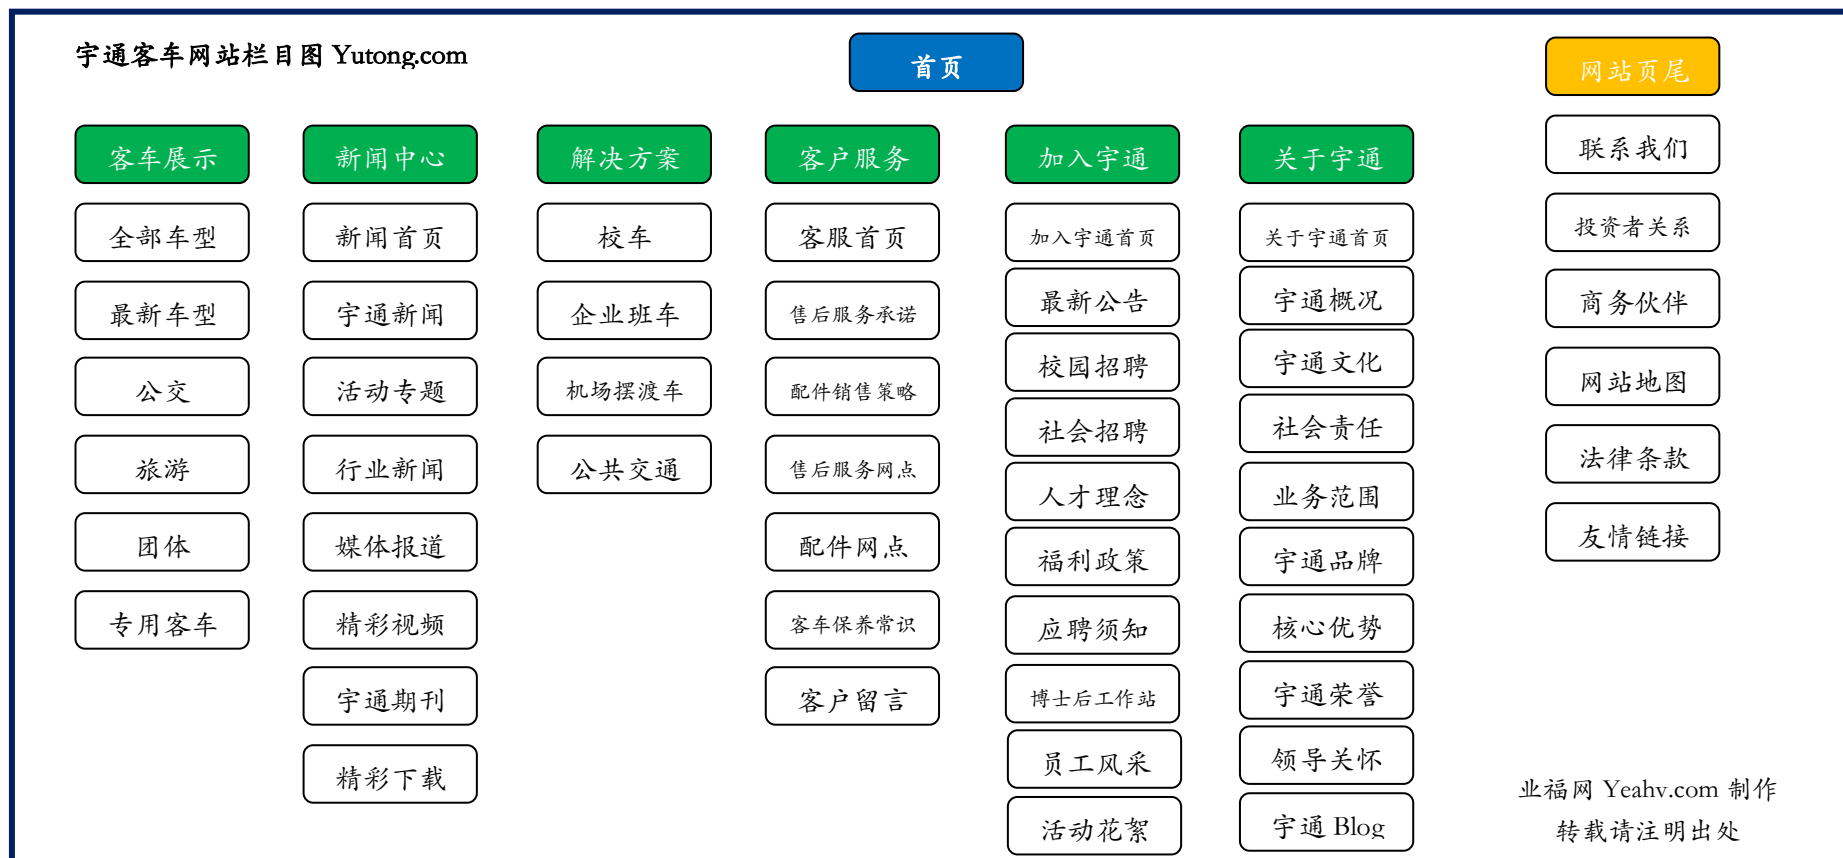 宇通客车网站栏目图 Yutong.com
首页
网站页尾
客车展示
全部车型
最新车型
公交
旅游
团体
专用客车
新闻中心
新闻首页
宇通新闻
活动专题
行业新闻
媒体报道
精彩视频
宇通期刊
精彩下载
解决方案
校车
企业班车
机场摆渡车
公共交通
客户服务
客服首页
售后服务承诺
配件销售策略
售后服务网点
配件网点
客车保养常识
客户留言
加入宇通
加入宇通首页
最新公告
校园招聘
社会招聘
人才理念
福利政策
应聘须知
博士后工作站
员工风采
活动花絮
关于宇通
关于宇通首页
宇通概况
宇通文化
社会责任
业务范围
宇通品牌
核心优势
宇通荣誉
领导关怀
宇通 Blog
联系我们
投资者关系
商务伙伴
网站地图
法律条款
友情链接
业福网 Yeahv.com 制作
转载请注明出处